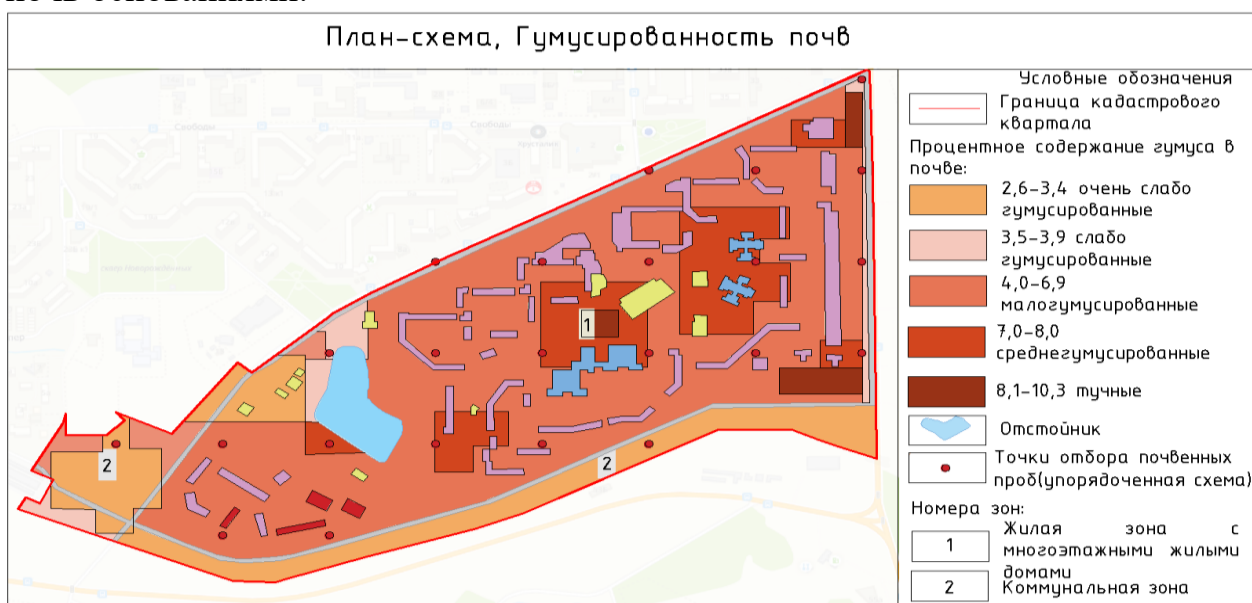 План-схема, Гумусированность почв
Свободы
Свободы
1
2
2
Условные обозначения
Граница кадастрового
квартала
Процентное содержание гумуса в
почве:
2,6-3,4 очень слабо
гумусированные
3,5-3,9 слабо
гумусированные
4,0-6,9
малогумусированные
7,0-8,0
среднегумусированные
8,1-10,3 тучные
Отстойник
Точки отбора почвенных
проб(упорядоченная схема)
Номера зон:
1
Жилая зона с
многоэтажными жилыми
домами
2
Коммунальная зона